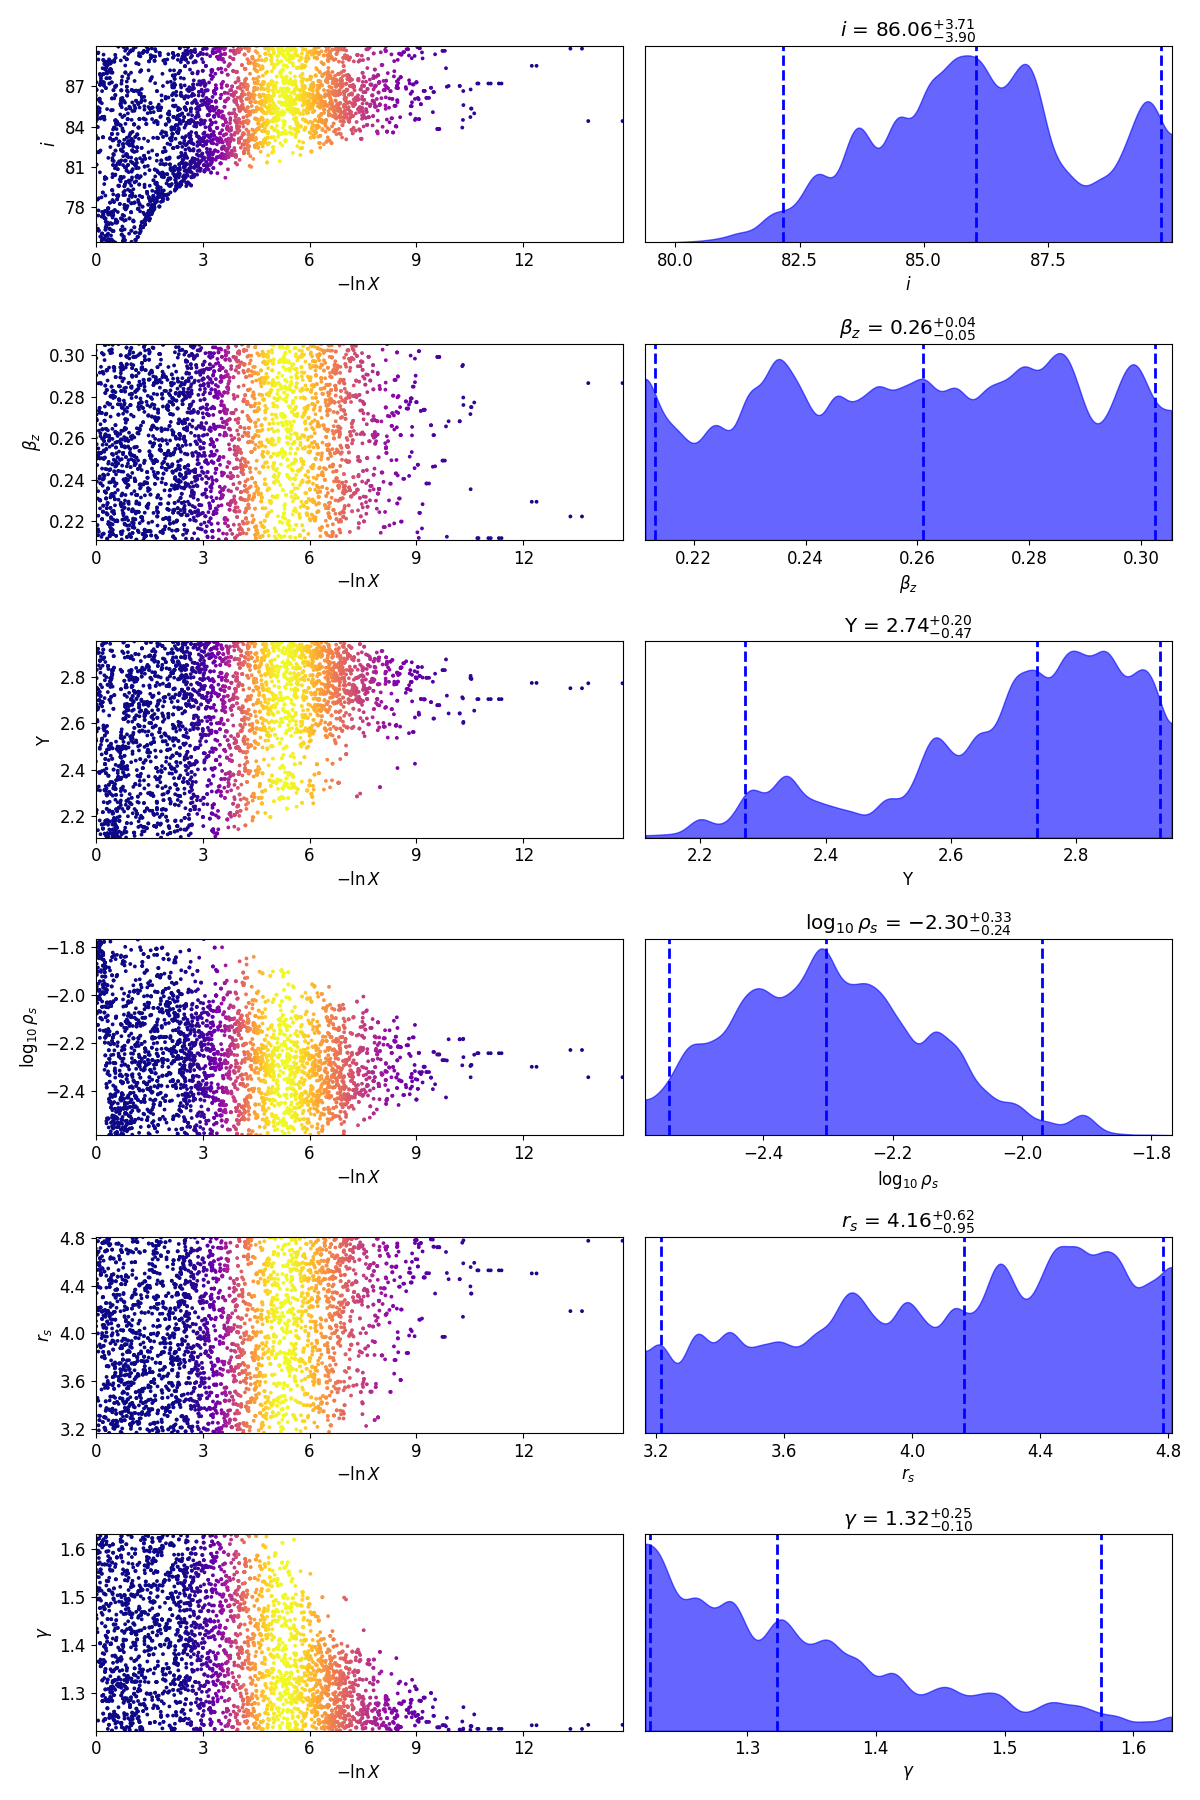 i = 86.06 +3.71 −3.90
87
84
81
78
i
0 3 6 9 12
−ln X
80.0 82.5 85.0 87.5
i
β_z = 0.26 +0.04 −0.05
0.30
0.28
0.26
0.24
0.22
β_z
0 3 6 9 12
−ln X
0.22 0.24 0.26 0.28 0.30
β_z
Y = 2.74 +0.20 −0.47
2.8
2.6
2.4
2.2
Y
0 3 6 9 12
−ln X
2.2 2.4 2.6 2.8
Y
log₁₀ ρ_s = −2.30 +0.33 −0.24
−1.8
−2.0
−2.2
−2.4
log₁₀ ρ_s
0 3 6 9 12
−ln X
−2.4 −2.2 −2.0 −1.8
log₁₀ ρ_s
r_s = 4.16 +0.62 −0.95
4.8
4.4
4.0
3.6
3.2
r_s
0 3 6 9 12
−ln X
3.2 3.6 4.0 4.4 4.8
r_s
γ = 1.32 +0.25 −0.10
1.6
1.5
1.4
1.3
γ
0 3 6 9 12
−ln X
1.3 1.4 1.5 1.6
γ